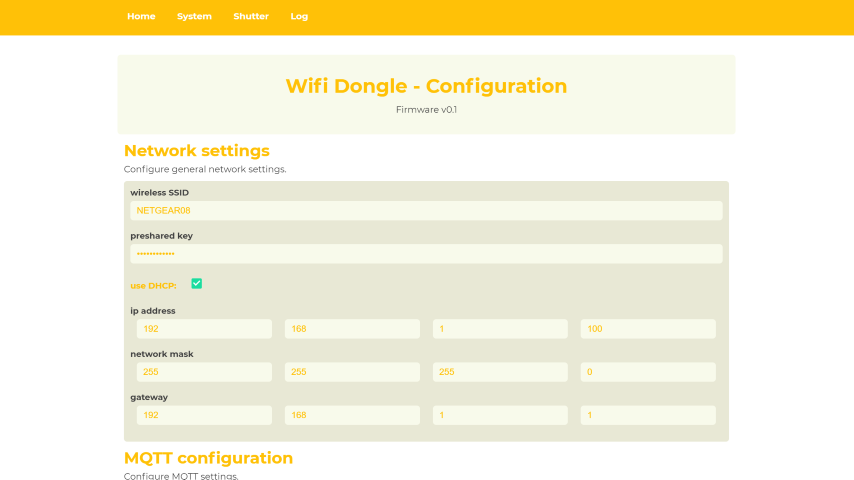 Home System Shutter Log
Wifi Dongle - Configuration
Firmware v0.1
Network settings
Configure general network settings.
wireless SSID
NETGEAR08
preshared key
••••••••••••
use DHCP:
ip address
192 168 1 100
network mask
255 255 255 0
gateway
192 168 1 1
MQTT configuration
Configure MQTT settings.